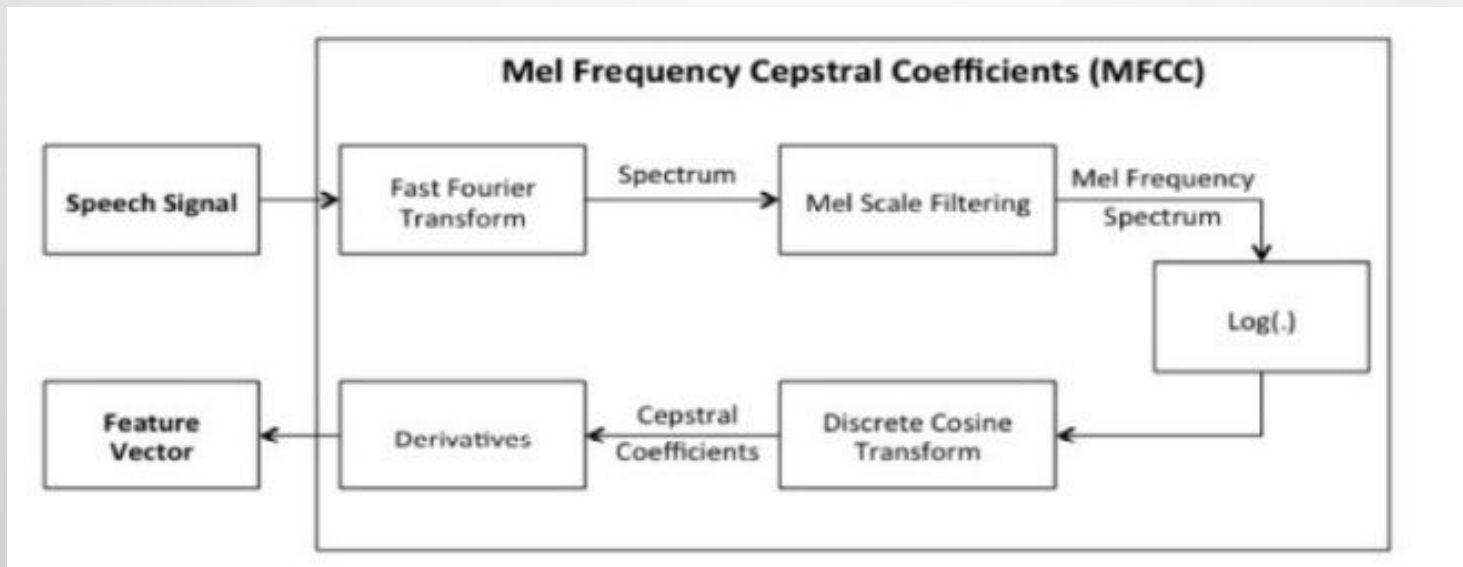 Mel Frequency Cepstral Coefficients (MFCC)
Speech Signal
Fast Fourier
Transform
Spectrum
Mel Scale Filtering
Mel Frequency
Spectrum
Log(.)
Discrete Cosine
Transform
Cepstral
Coefficients
Derivatives
Feature
Vector